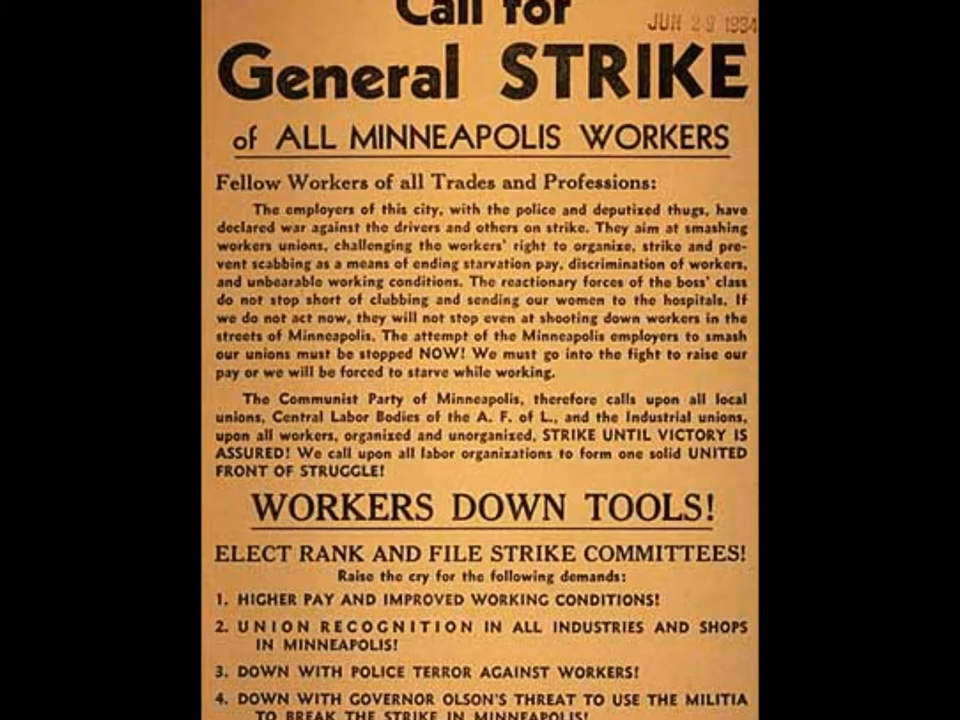 Call for
JUN 29 1934
General STRIKE
of ALL MINNEAPOLIS WORKERS
Fellow Workers of all Trades and Professions:
The employers of this city, with the police and deputized thugs, have
declared war against the drivers and others on strike. They aim at smashing
workers unions, challenging the workers' right to organize, strike and pre-
vent scabbing as a means of ending starvation pay, discrimination of workers,
and unbearable working conditions. The reactionary forces of the boss' class
do not stop short of clubbing and sending our women to the hospitals. If
we do not act now, they will not stop even at shooting down workers in the
streets of Minneapolis. The attempt of the Minneapolis employers to smash
our unions must be stopped NOW! We must go into the fight to raise our
pay or we will be forced to starve while working.
The Communist Party of Minneapolis, therefore calls upon all local
unions, Central Labor Bodies of the A. F. of L., and the Industrial unions,
upon all workers, organized and unorganized, STRIKE UNTIL VICTORY IS
ASSURED! We call upon all labor organizations to form one solid UNITED
FRONT OF STRUGGLE!
WORKERS DOWN TOOLS!
ELECT RANK AND FILE STRIKE COMMITTEES!
Raise the cry for the following demands:
1. HIGHER PAY AND IMPROVED WORKING CONDITIONS!
2. UNION RECOGNITION IN ALL INDUSTRIES AND SHOPS
IN MINNEAPOLIS!
3. DOWN WITH POLICE TERROR AGAINST WORKERS!
4. DOWN WITH GOVERNOR OLSON'S THREAT TO USE THE MILITIA
TO BREAK THE STRIKE IN MINNEAPOLIS!